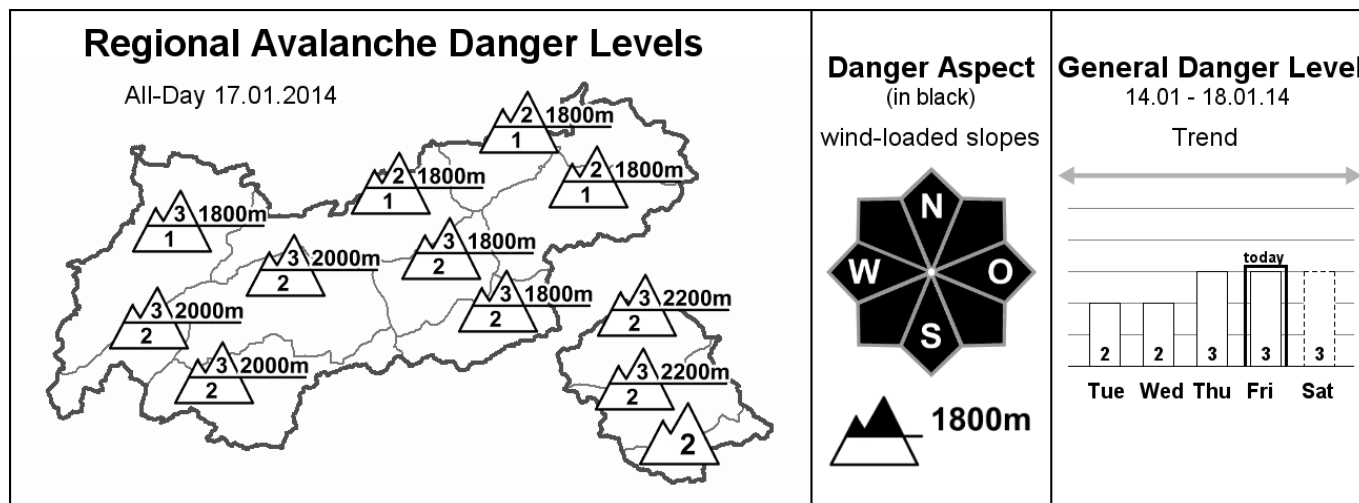 Regional Avalanche Danger Levels
All-Day 17.01.2014
2 1800m
1
2 1800m
1
2 1800m
1
3 1800m
1
3 1800m
2
3 2000m
2
3 1800m
2
3 2200m
2
3 2000m
2
3 2000m
2
3 2200m
2
2
Danger Aspect
(in black)
wind-loaded slopes
N
W
O
S
1800m
General Danger Level
14.01 - 18.01.14
Trend
today
2 2 3 3 3
Tue Wed Thu Fri Sat